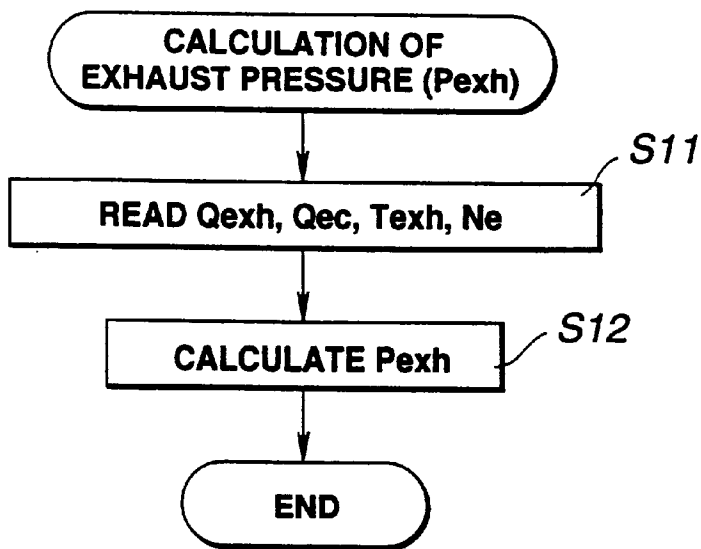 CALCULATION OF
EXHAUST PRESSURE (Pexh)
S11
READ Qexh, Qec, Texh, Ne
S12
CALCULATE Pexh
END